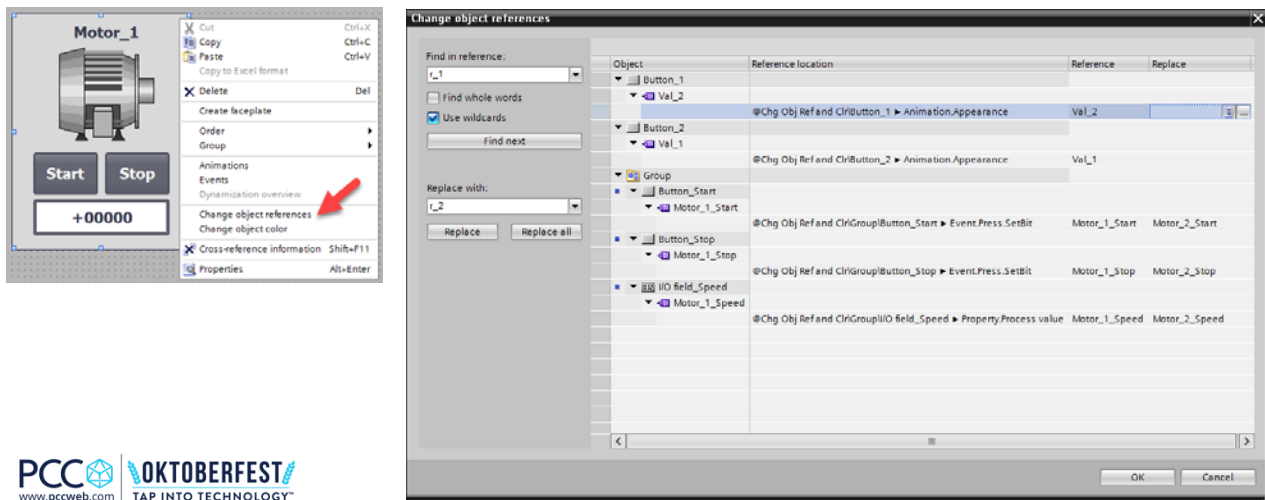 Motor_1
Start
Stop
+00000
Cut Ctrl+X
Copy Ctrl+C
Paste Ctrl+V
Copy to Excel format
Delete Del
Create faceplate
Order
Group
Animations
Events
Dynamization overview
Change object references
Change object color
Cross-reference information Shift+F11
Properties Alt+Enter
Change object references
Find in reference:
r_1
Find whole words
Use wildcards
Find next
Replace with:
r_2
Replace Replace all
Object Reference location Reference Replace
Button_1
Val_2
@Chg Obj Ref and Clr\Button_1 ▸ Animation.Appearance Val_2
Button_2
Val_1
@Chg Obj Ref and Clr\Button_2 ▸ Animation.Appearance Val_1
Group
Button_Start
Motor_1_Start
@Chg Obj Ref and Clr\Group\Button_Start ▸ Event.Press.SetBit Motor_1_Start Motor_2_Start
Button_Stop
Motor_1_Stop
@Chg Obj Ref and Clr\Group\Button_Stop ▸ Event.Press.SetBit Motor_1_Stop Motor_2_Stop
I/O field_Speed
Motor_1_Speed
@Chg Obj Ref and Clr\Group\I/O field_Speed ▸ Property.Process value Motor_1_Speed Motor_2_Speed
OK Cancel
PCC
www.pccweb.com
OKTOBERFEST
TAP INTO TECHNOLOGY™